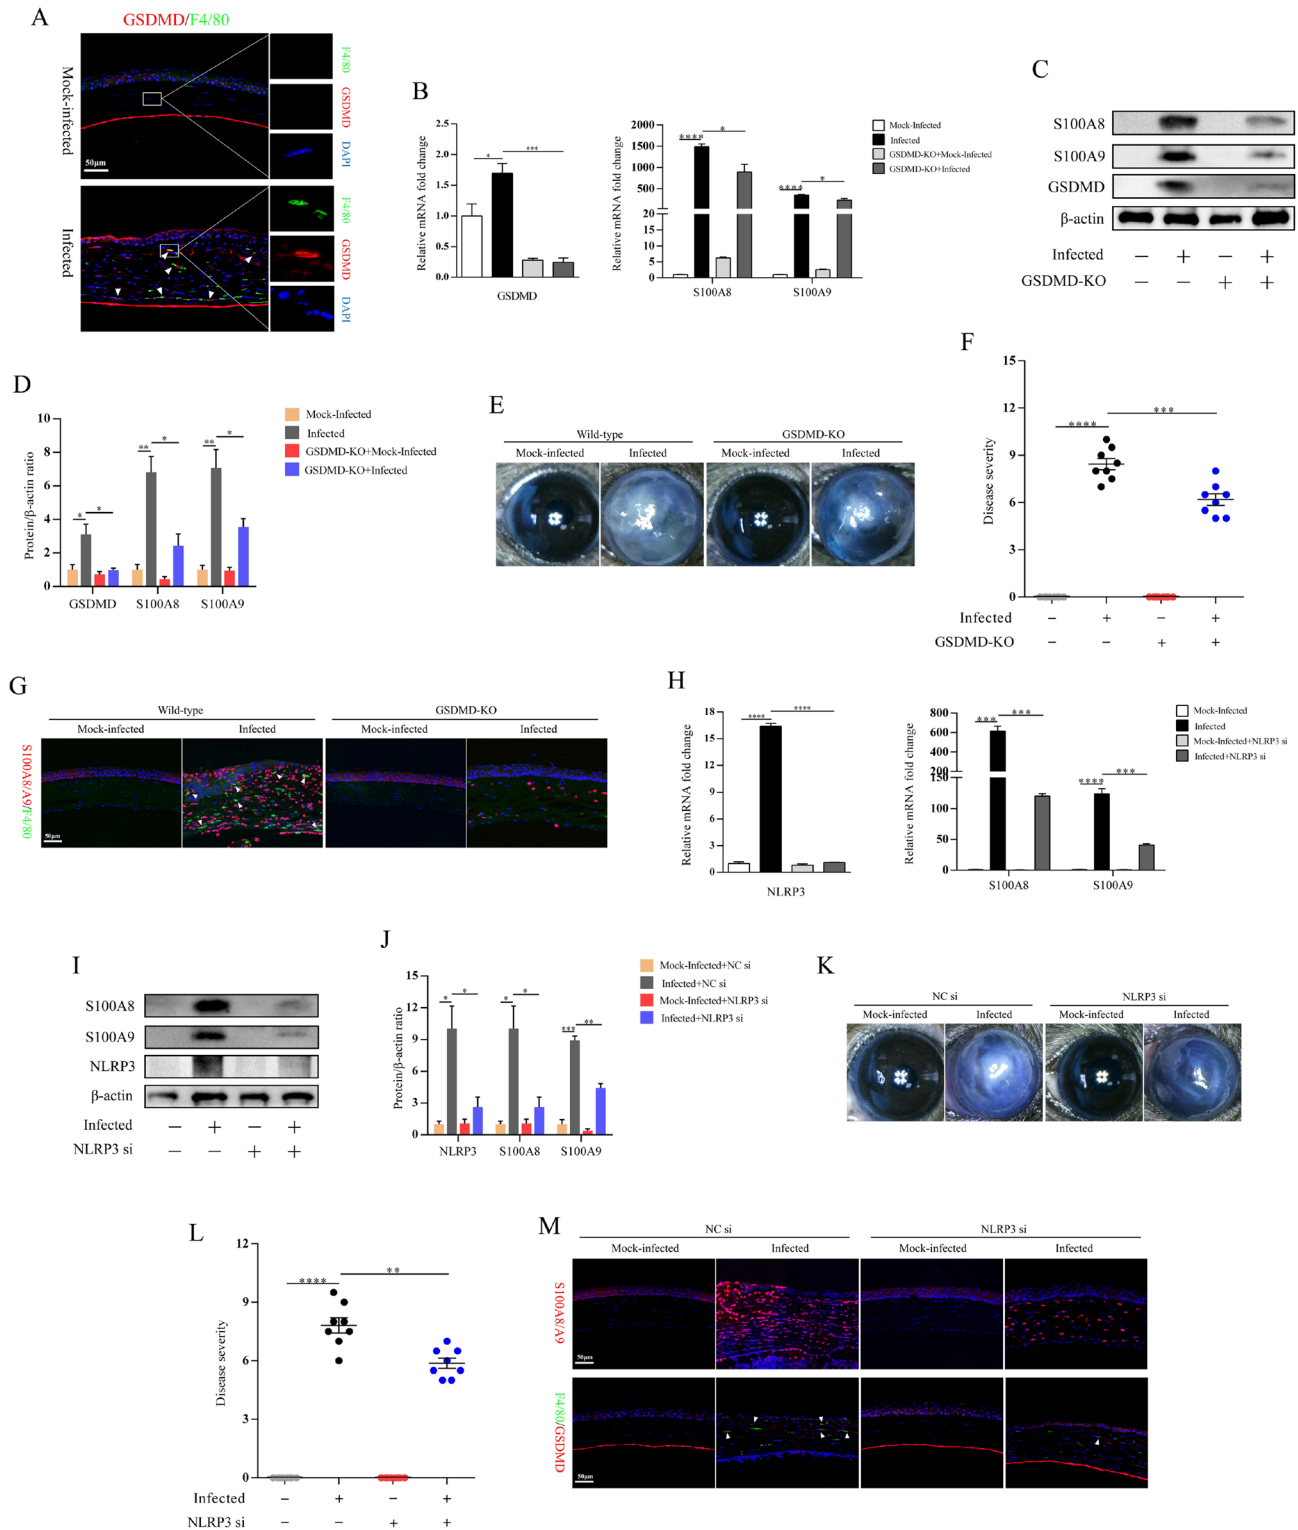 A
GSDMD/F4/80
Mock-infected
F4/80
GSDMD
DAPI
50μm
Infected
F4/80
GSDMD
DAPI
B
Relative mRNA fold change
2.5
2.0
1.5
1.0
0.5
0.0
*
***
GSDMD
Relative mRNA fold change
2000
1500
1000
500
20
15
10
5
0
****
*
****
*
S100A8
S100A9
Mock-Infected
Infected
GSDMD-KO+Mock-Infected
GSDMD-KO+Infected
C
S100A8
S100A9
GSDMD
β-actin
Infected − + − +
GSDMD-KO − − + +
D
Protein/β-actin ratio
10
8
6
4
2
0
* *
** *
** *
GSDMD S100A8 S100A9
Mock-Infected
Infected
GSDMD-KO+Mock-Infected
GSDMD-KO+Infected
E
Wild-type GSDMD-KO
Mock-infected Infected Mock-infected Infected
F
Disease severity
15
12
9
6
3
0
**** ***
Infected − + − +
GSDMD-KO − − + +
G
Wild-type GSDMD-KO
Mock-infected Infected Mock-infected Infected
S100A8/A9/F4/80
50μm
H
Relative mRNA fold change
18
15
12
9
6
3
0
**** ****
NLRP3
Relative mRNA fold change
800
600
400
200
150
100
50
0
*** ***
**** ***
S100A8 S100A9
Mock-Infected
Infected
Mock-Infected+NLRP3 si
Infected+NLRP3 si
I
S100A8
S100A9
NLRP3
β-actin
Infected − + − +
NLRP3 si − − + +
J
Protein/β-actin ratio
15
12
9
6
3
0
* *
* *
*** **
NLRP3 S100A8 S100A9
Mock-Infected+NC si
Infected+NC si
Mock-Infected+NLRP3 si
Infected+NLRP3 si
K
NC si NLRP3 si
Mock-infected Infected Mock-infected Infected
L
Disease severity
12
9
6
3
0
**** **
Infected − + − +
NLRP3 si − − + +
M
NC si NLRP3 si
Mock-infected Infected Mock-infected Infected
S100A8/A9
50μm
F4/80/GSDMD
50μm